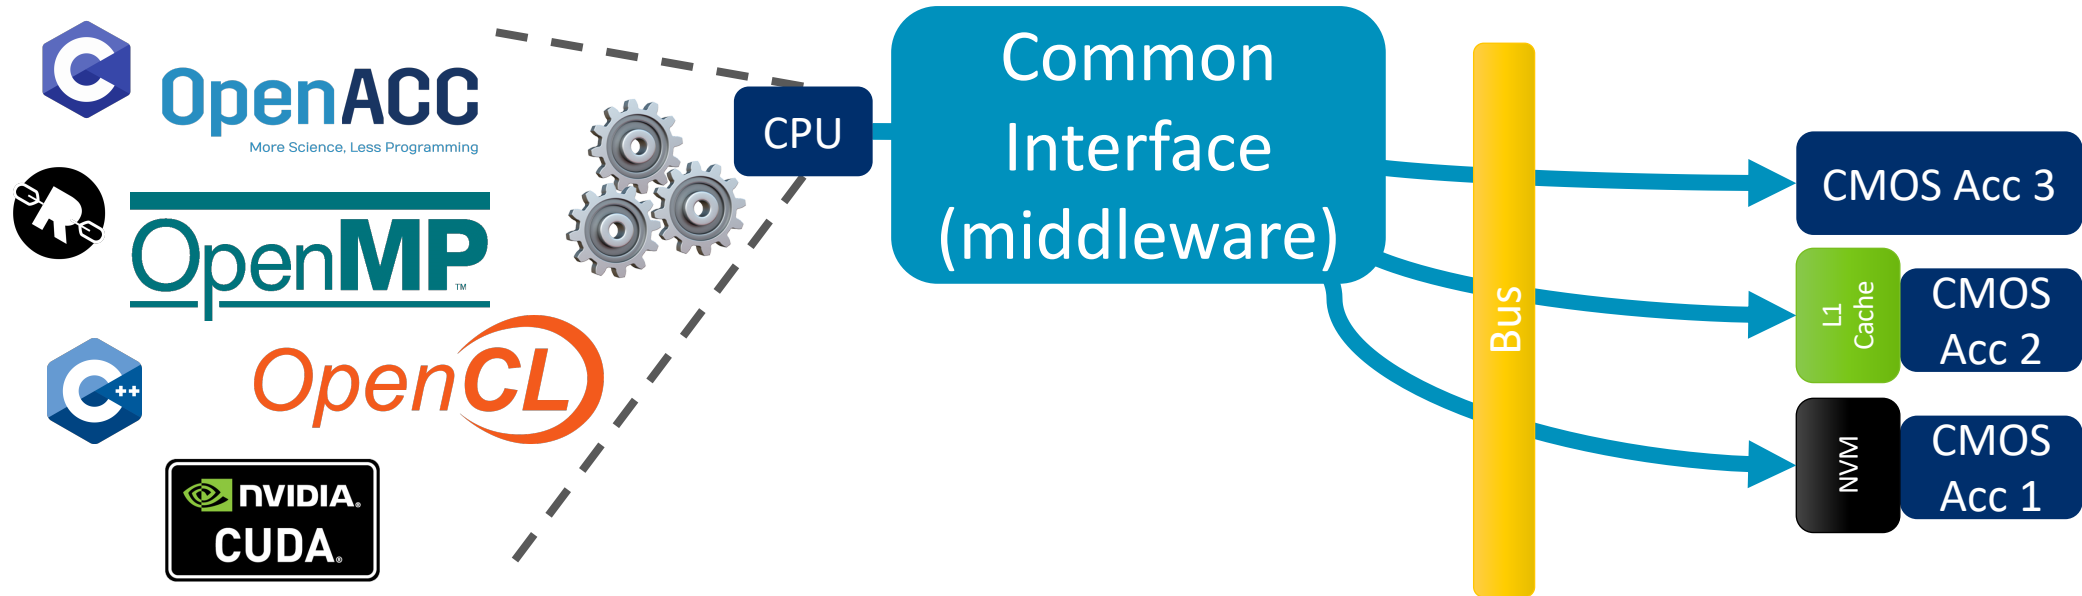 C
OpenACC
More Science, Less Programming
R
OpenMP™
C++
OpenCL
NVIDIA®
CUDA®
CPU
Common
Interface
(middleware)
Bus
CMOS Acc 3
L1
Cache
CMOS
Acc 2
NVM
CMOS
Acc 1